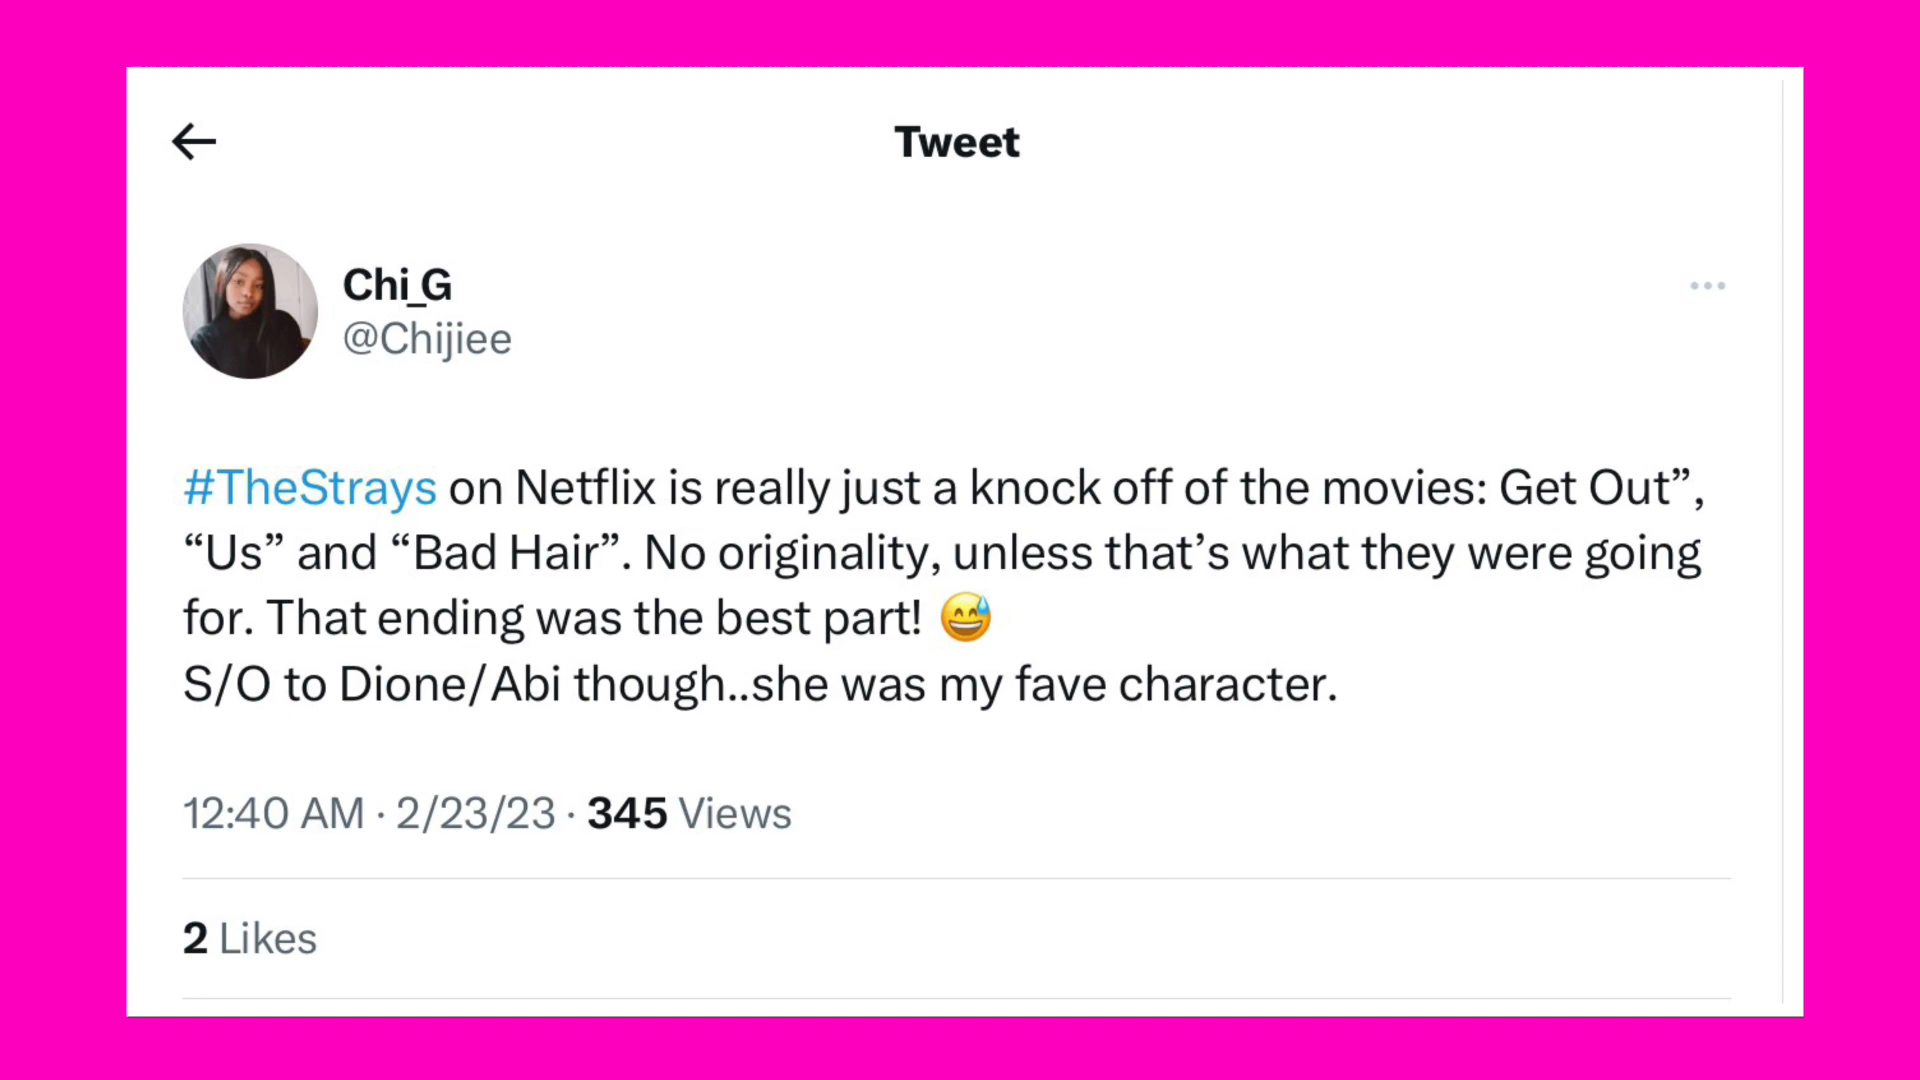 Tweet
Chi_G
@Chijiee
#TheStrays on Netflix is really just a knock off of the movies: Get Out”,
“Us” and “Bad Hair”. No originality, unless that’s what they were going
for. That ending was the best part! 😅
S/O to Dione/Abi though..she was my fave character.
12:40 AM · 2/23/23 · 345 Views
2 Likes